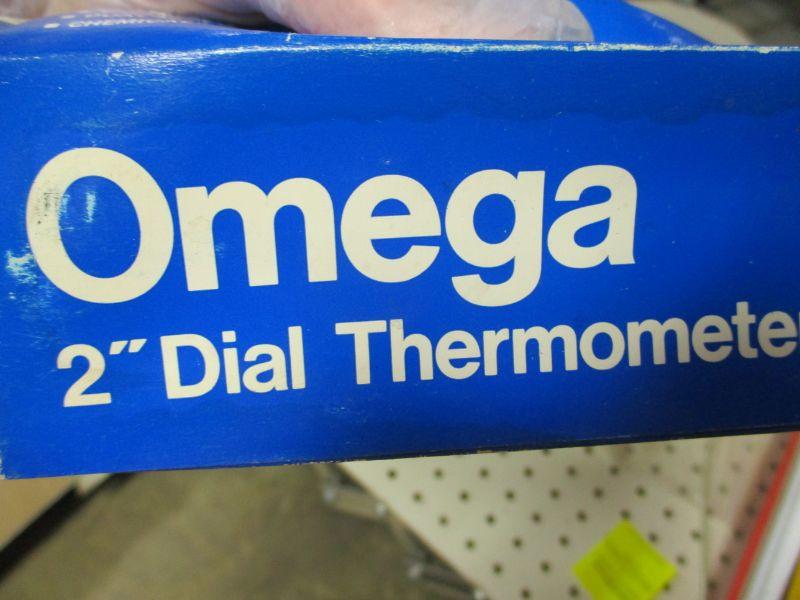 Omega
2" Dial Thermomete